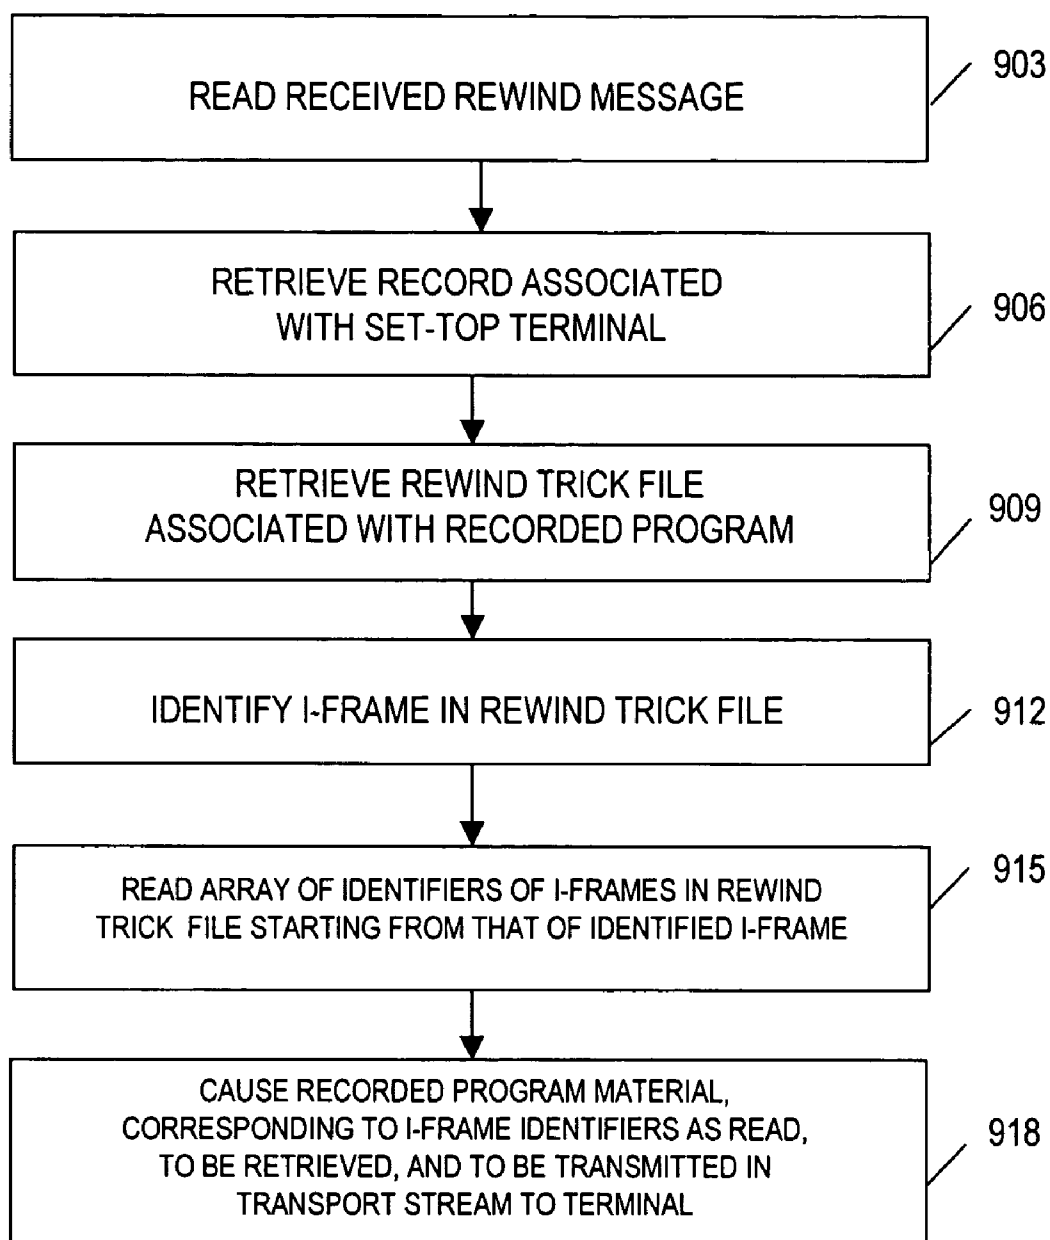 READ RECEIVED REWIND MESSAGE
903
RETRIEVE RECORD ASSOCIATED
WITH SET-TOP TERMINAL
906
RETRIEVE REWIND TRICK FILE
ASSOCIATED WITH RECORDED PROGRAM
909
IDENTIFY I-FRAME IN REWIND TRICK FILE
912
READ ARRAY OF IDENTIFIERS OF I-FRAMES IN REWIND
TRICK FILE STARTING FROM THAT OF IDENTIFIED I-FRAME
915
CAUSE RECORDED PROGRAM MATERIAL,
CORRESPONDING TO I-FRAME IDENTIFIERS AS READ,
TO BE RETRIEVED, AND TO BE TRANSMITTED IN
TRANSPORT STREAM TO TERMINAL
918